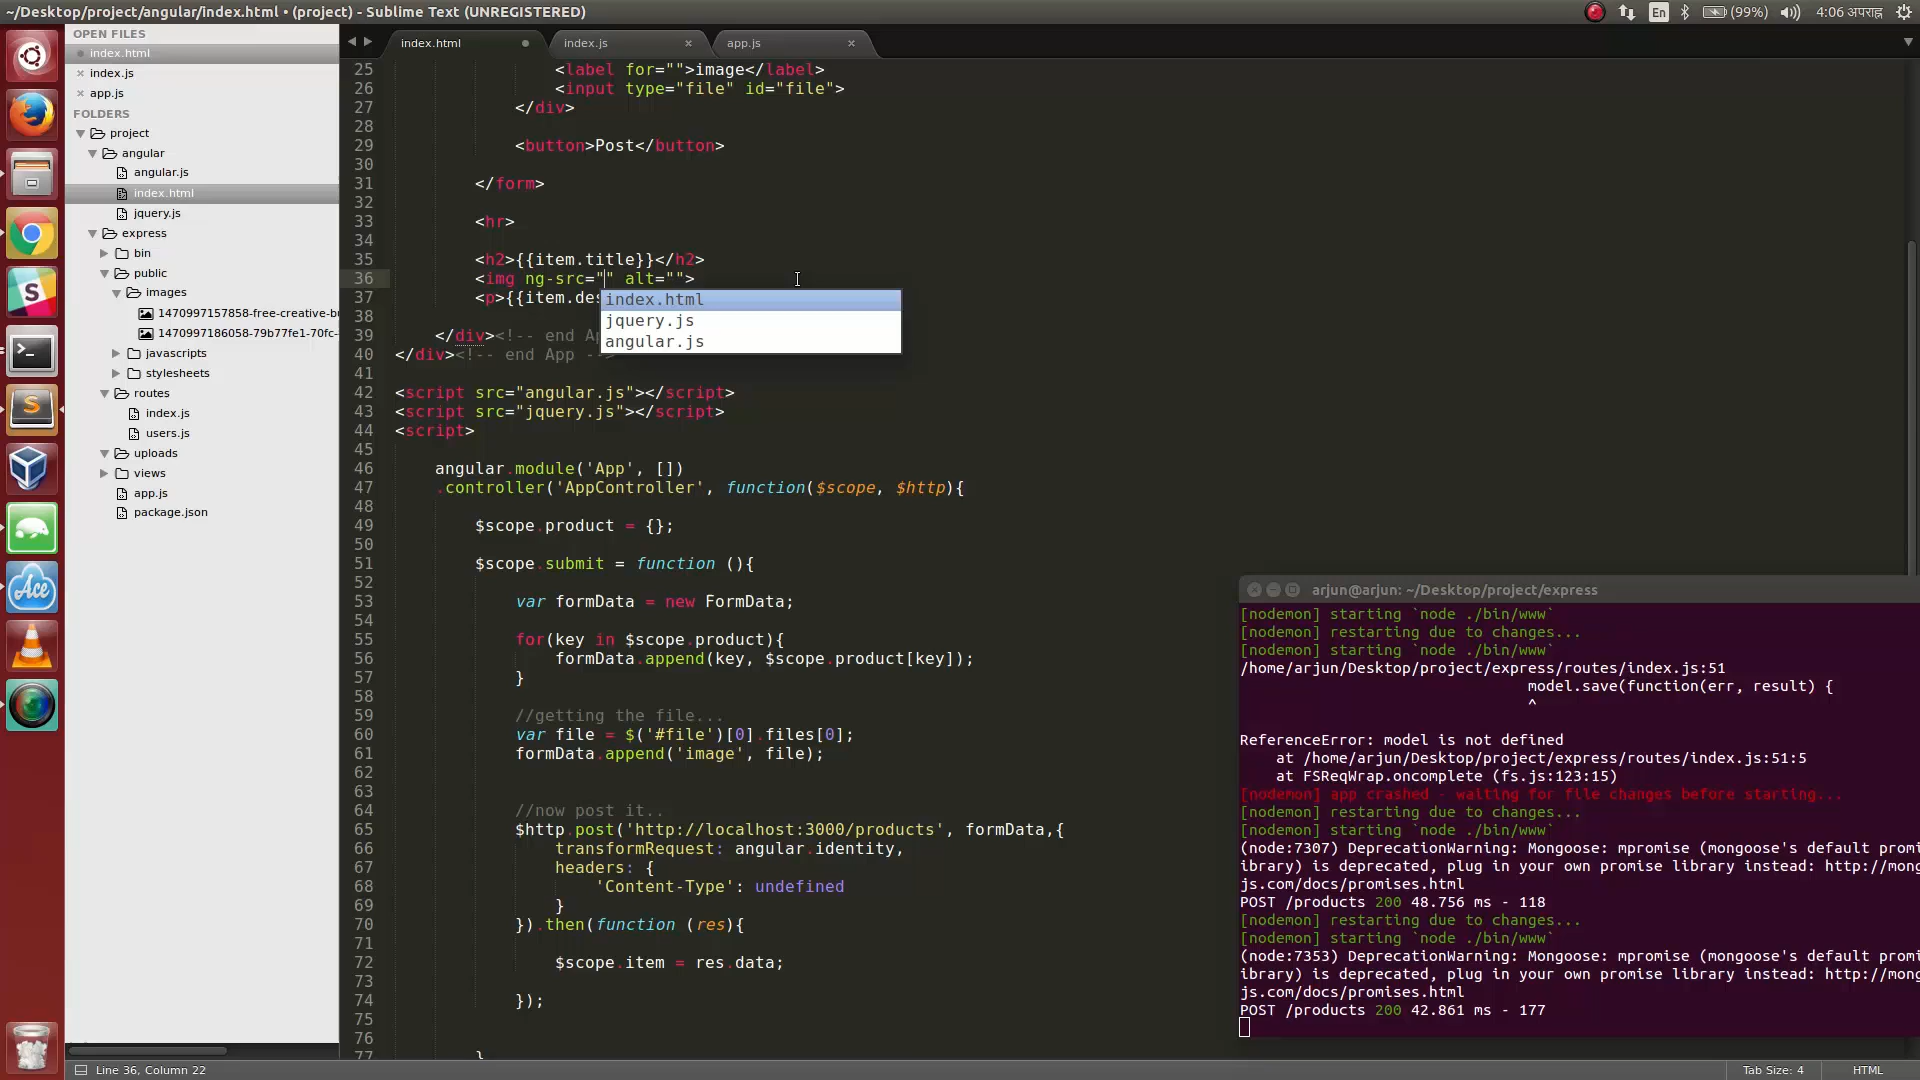 ~/Desktop/project/angular/index.html • (project) - Sublime Text (UNREGISTERED)
En
(99%)
4:06 अपराह्न
OPEN FILES
index.html
index.js
app.js
FOLDERS
project
angular
angular.js
index.html
jquery.js
express
bin
public
images
1470997157858-free-creative-bu
1470997186058-79b77fe1-70fc-
javascripts
stylesheets
routes
index.js
users.js
uploads
views
app.js
package.json
index.html
index.js
app.js
25 <label for="">image</label>
26 <input type="file" id="file">
27 </div>
28
29 <button>Post</button>
30
31 </form>
32
33 <hr>
34
35 <h2>{{item.title}}</h2>
36 <img ng-src="" alt="">
37 <p>{{item.des
index.html
jquery.js
angular.js
38
39 </div><!-- end Ap
40 </div><!-- end App -->
41
42 <script src="angular.js"></script>
43 <script src="jquery.js"></script>
44 <script>
45
46 angular.module('App', [])
47 .controller('AppController', function($scope, $http){
48
49 $scope.product = {};
50
51 $scope.submit = function (){
52
53 var formData = new FormData;
54
55 for(key in $scope.product){
56 formData.append(key, $scope.product[key]);
57 }
58
59 //getting the file...
60 var file = $('#file')[0].files[0];
61 formData.append('image', file);
62
63
64 //now post it..
65 $http.post('http://localhost:3000/products', formData,{
66 transformRequest: angular.identity,
67 headers: {
68 'Content-Type': undefined
69 }
70 }).then(function (res){
71
72 $scope.item = res.data;
73
74 });
75
76
77 }
arjun@arjun: ~/Desktop/project/express
[nodemon] starting `node ./bin/www`
[nodemon] restarting due to changes...
[nodemon] starting `node ./bin/www`
/home/arjun/Desktop/project/express/routes/index.js:51
model.save(function(err, result) {
^
ReferenceError: model is not defined
at /home/arjun/Desktop/project/express/routes/index.js:51:5
at FSReqWrap.oncomplete (fs.js:123:15)
[nodemon] app crashed - waiting for file changes before starting...
[nodemon] restarting due to changes...
[nodemon] starting `node ./bin/www`
(node:7307) DeprecationWarning: Mongoose: mpromise (mongoose's default promi
ibrary) is deprecated, plug in your own promise library instead: http://mong
js.com/docs/promises.html
POST /products 200 48.756 ms - 118
[nodemon] restarting due to changes...
[nodemon] starting `node ./bin/www`
(node:7353) DeprecationWarning: Mongoose: mpromise (mongoose's default promi
ibrary) is deprecated, plug in your own promise library instead: http://mong
js.com/docs/promises.html
POST /products 200 42.861 ms - 177
S
Ace
Line 36, Column 22
Tab Size: 4
HTML